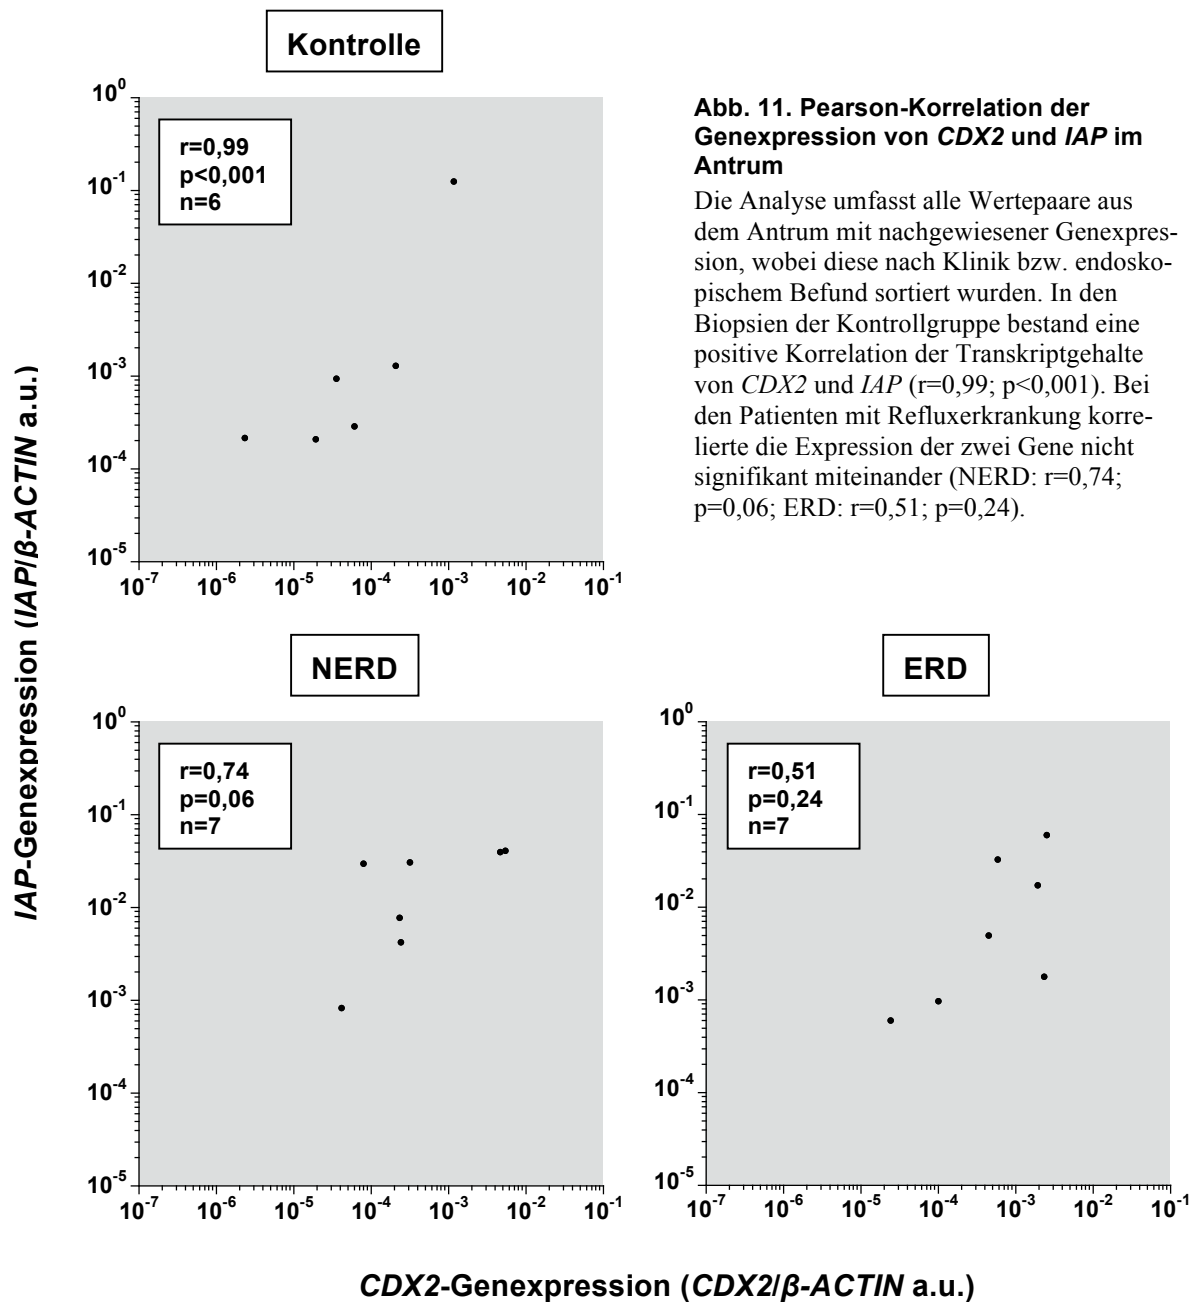 Kontrolle
10^0
10^-1
10^-2
10^-3
10^-4
10^-5
r=0,99
p<0,001
n=6
10^-7 10^-6 10^-5 10^-4 10^-3 10^-2 10^-1
Abb. 11. Pearson-Korrelation der
Genexpression von CDX2 und IAP im
Antrum
Die Analyse umfasst alle Wertepaare aus
dem Antrum mit nachgewiesener Genexpres-
sion, wobei diese nach Klinik bzw. endosko-
pischem Befund sortiert wurden. In den
Biopsien der Kontrollgruppe bestand eine
positive Korrelation der Transkriptgehalte
von CDX2 und IAP (r=0,99; p<0,001). Bei
den Patienten mit Refluxerkrankung korre-
lierte die Expression der zwei Gene nicht
signifikant miteinander (NERD: r=0,74;
p=0,06; ERD: r=0,51; p=0,24).
IAP-Genexpression (IAP/β-ACTIN a.u.)
NERD
10^0
10^-1
10^-2
10^-3
10^-4
10^-5
r=0,74
p=0,06
n=7
10^-7 10^-6 10^-5 10^-4 10^-3 10^-2 10^-1
ERD
10^0
10^-1
10^-2
10^-3
10^-4
10^-5
r=0,51
p=0,24
n=7
10^-7 10^-6 10^-5 10^-4 10^-3 10^-2 10^-1
CDX2-Genexpression (CDX2/β-ACTIN a.u.)